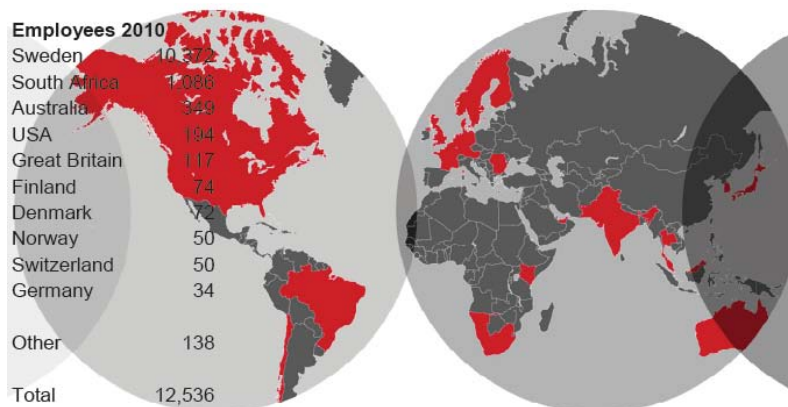 Employees 2010
Sweden 10,372
South Africa 1,086
Australia 349
USA 194
Great Britain 117
Finland 74
Denmark 72
Norway 50
Switzerland 50
Germany 34
Other 138
Total 12,536